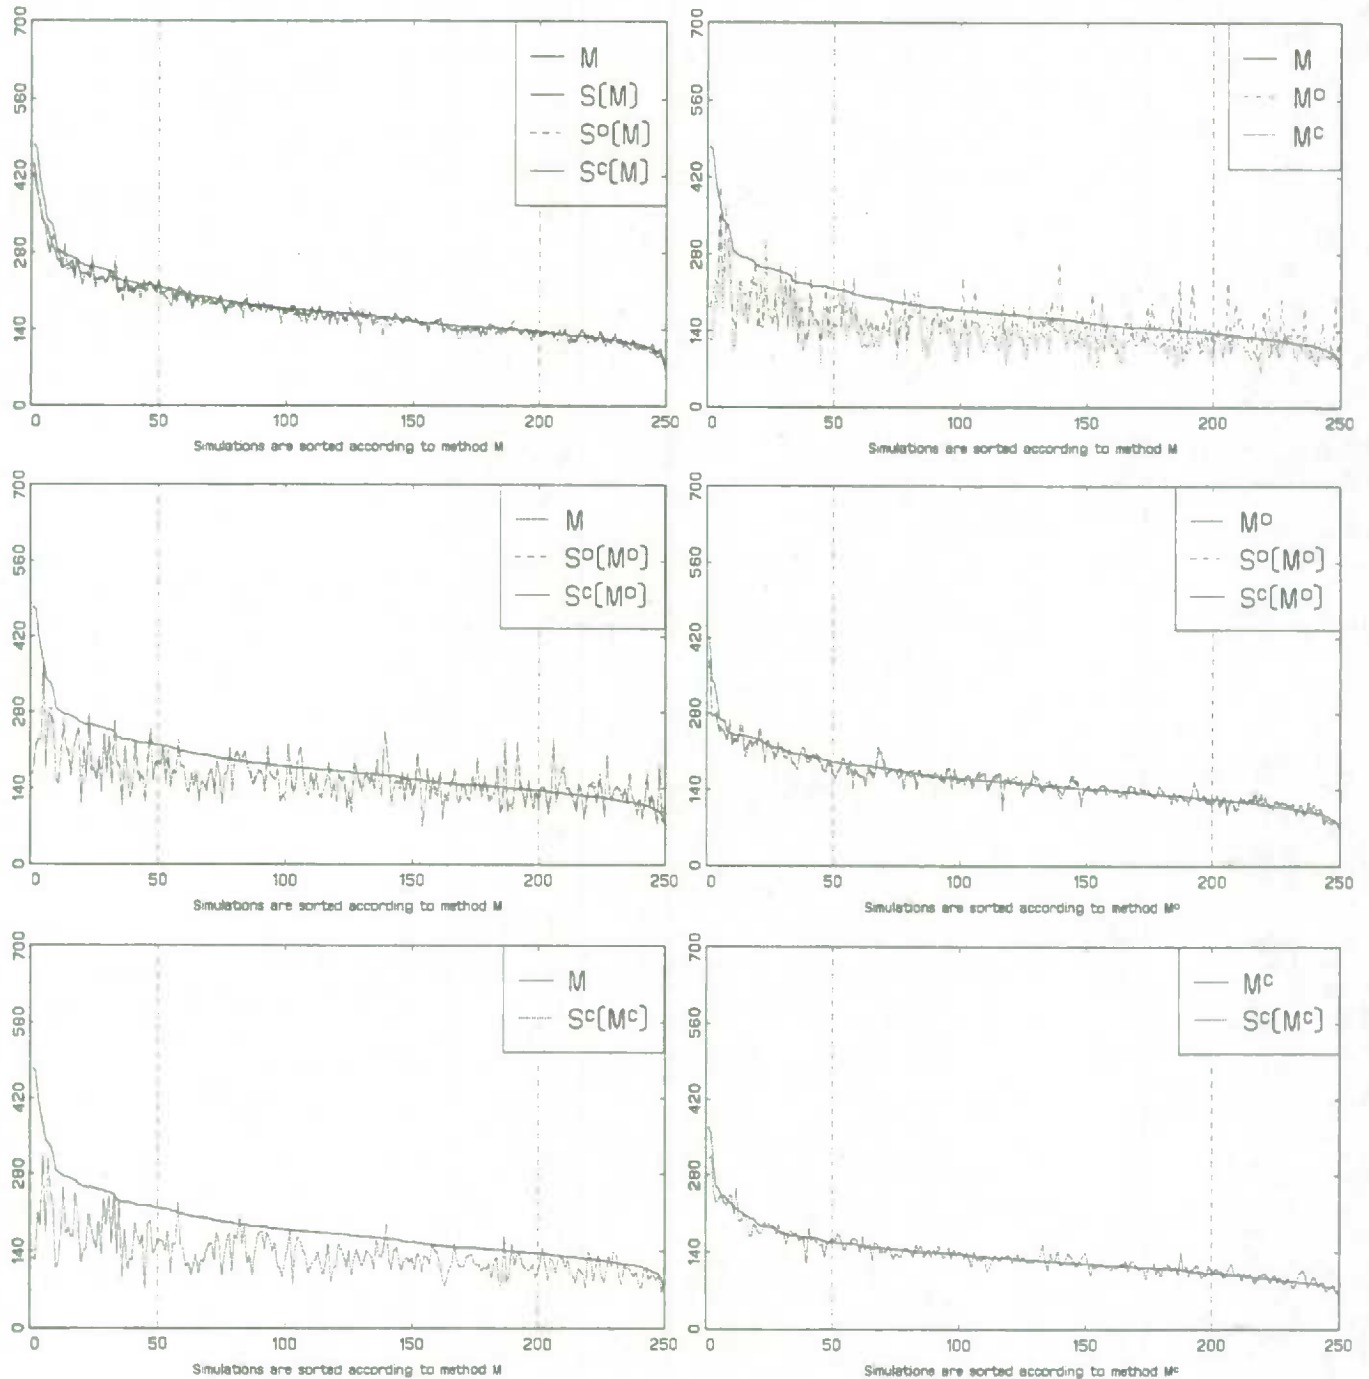 700
560
420
280
140
0
M
S[M]
S^o[M]
S^c[M]
0 50 100 150 200 250
Simulations are sorted according to method M
700
560
420
280
140
0
M
M^o
M^c
0 50 100 150 200 250
Simulations are sorted according to method M
700
560
420
280
140
0
M
S^o[M^o]
S^c[M^o]
0 50 100 150 200 250
Simulations are sorted according to method M
700
560
420
280
140
0
M^o
S^o[M^o]
S^c[M^o]
0 50 100 150 200 250
Simulations are sorted according to method M^o
700
580
420
280
140
0
M
S^c[M^c]
0 50 100 150 200 250
Simulations are sorted according to method M
700
560
420
280
140
0
M^c
S^c[M^c]
0 50 100 150 200 250
Simulations are sorted according to method M^c